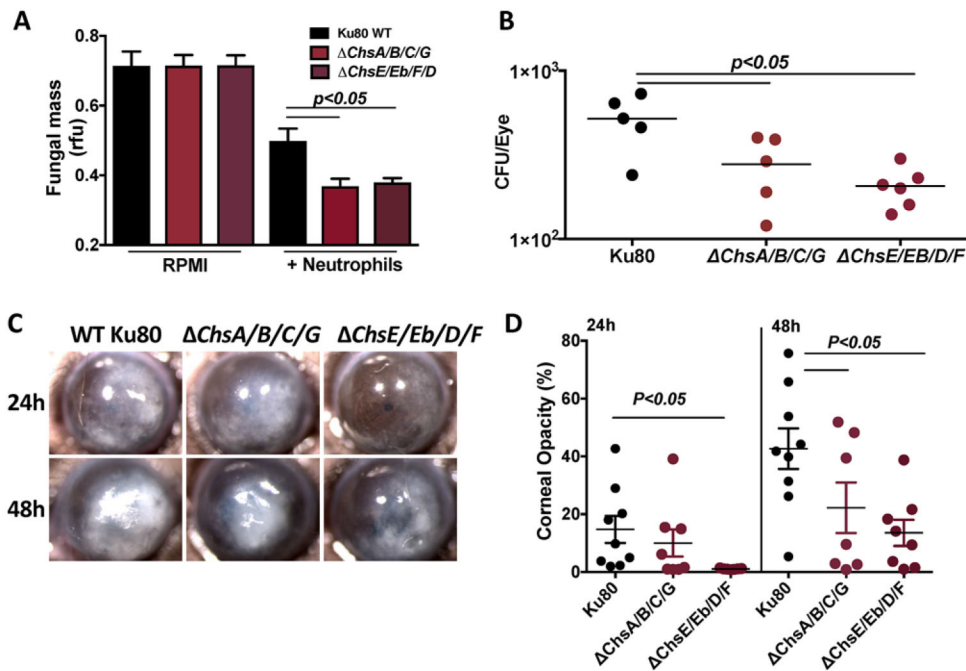 A
Ku80 WT
ΔChsA/B/C/G
ΔChsE/Eb/F/D
p<0.05
Fungal mass
(rfu)
0.8
0.6
0.4
0.2
RPMI
+ Neutrophils
B
1×10³
p<0.05
CFU/Eye
1×10²
Ku80
ΔChsA/B/C/G
ΔChsE/EB/D/F
C
WT Ku80
ΔChsA/B/C/G
ΔChsE/Eb/D/F
24h
48h
D
24h
48h
P<0.05
P<0.05
Corneal Opacity (%)
80
60
40
20
0
Ku80
ΔChsA/B/C/G
ΔChsE/Eb/D/F
Ku80
ΔChsA/B/C/G
ΔChsE/Eb/D/F